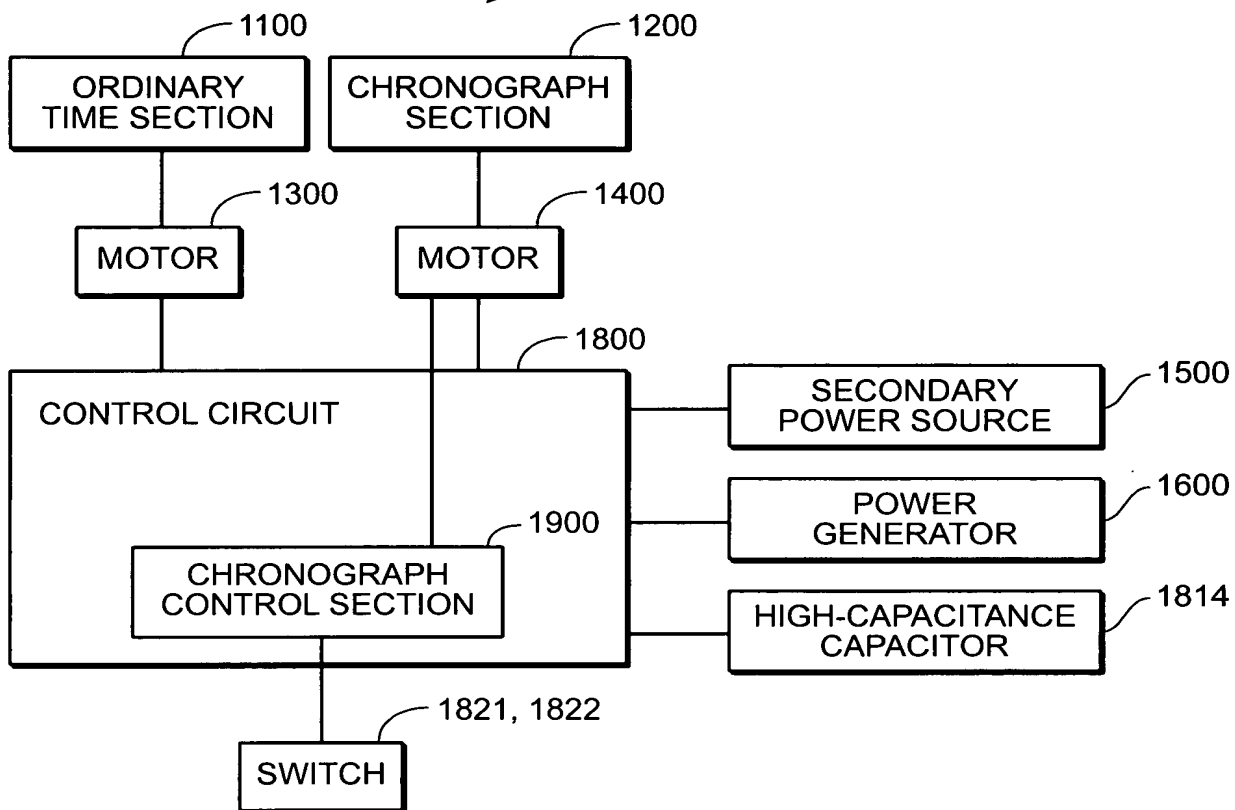 1100
1200
ORDINARY
TIME SECTION
CHRONOGRAPH
SECTION
1300
1400
MOTOR
MOTOR
1800
CONTROL CIRCUIT
SECONDARY
POWER SOURCE
1500
POWER
GENERATOR
1600
1900
CHRONOGRAPH
CONTROL SECTION
HIGH-CAPACITANCE
CAPACITOR
1814
1821, 1822
SWITCH